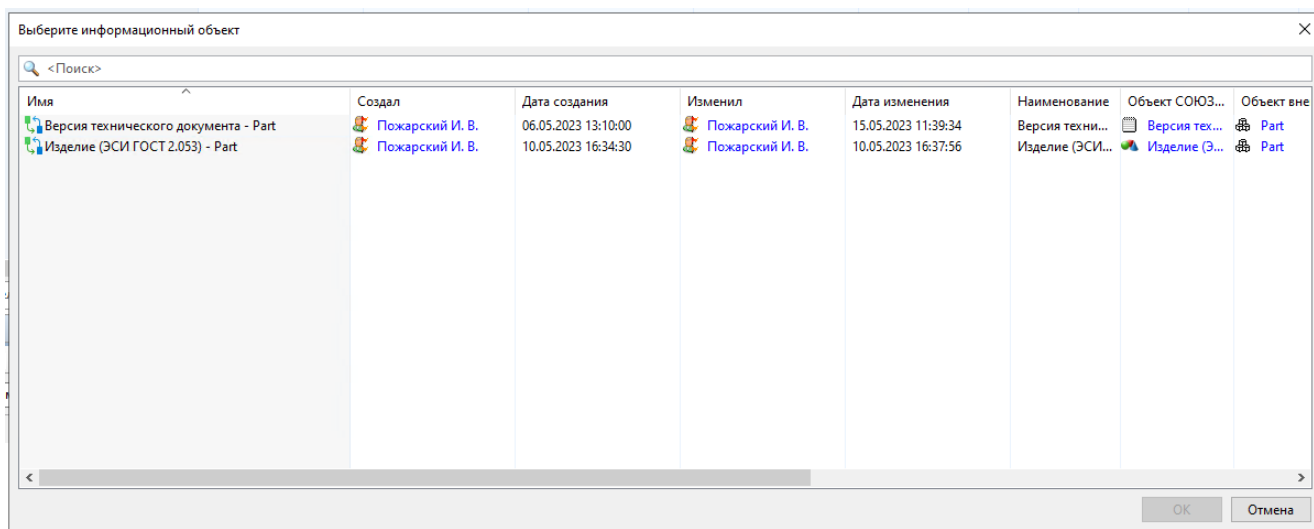 Выберите информационный объект
<Поиск>
Имя Создал Дата создания Изменил Дата изменения Наименование Объект СОЮЗ... Объект вне
Версия технического документа - Part Пожарский И. В. 06.05.2023 13:10:00 Пожарский И. В. 15.05.2023 11:39:34 Версия техни... Версия тех... Part
Изделие (ЭСИ ГОСТ 2.053) - Part Пожарский И. В. 10.05.2023 16:34:30 Пожарский И. В. 10.05.2023 16:37:56 Изделие (ЭСИ... Изделие (Э... Part
ОК Отмена